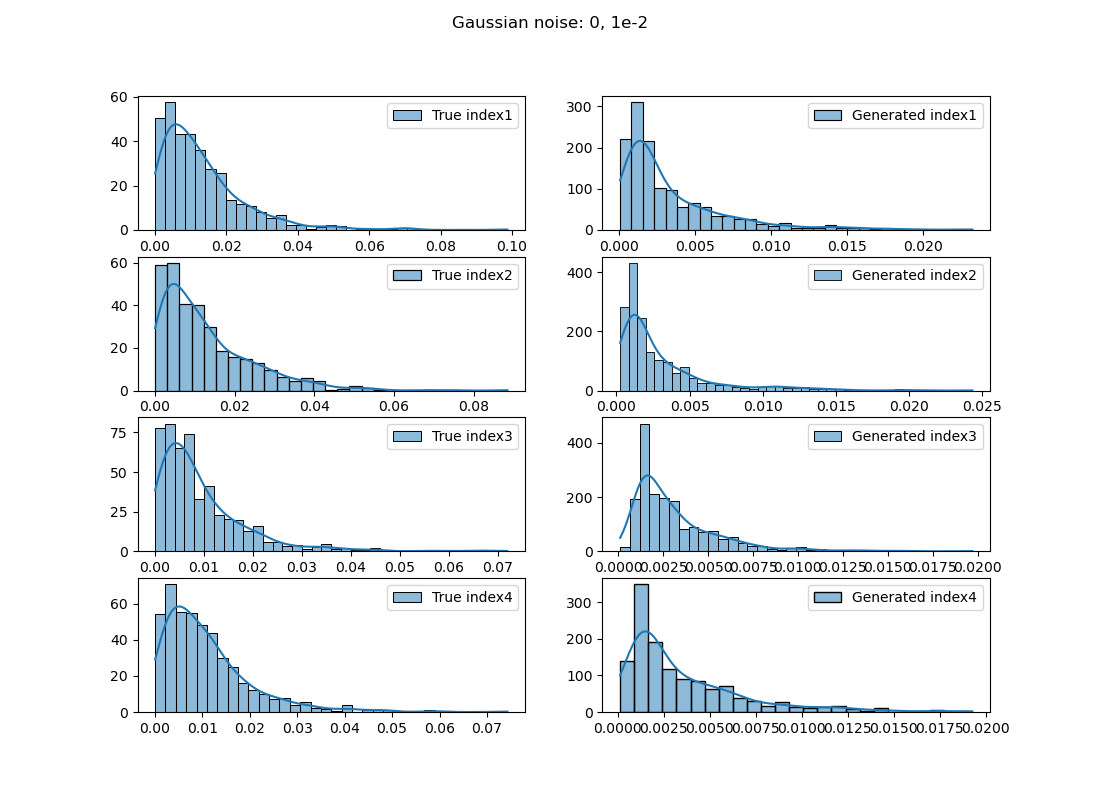 Gaussian noise: 0, 1e-2
60
40
20
0
True index1
0.00 0.02 0.04 0.06 0.08 0.10
300
200
100
0
Generated index1
0.000 0.005 0.010 0.015 0.020
60
40
20
0
True index2
0.00 0.02 0.04 0.06 0.08
400
200
0
Generated index2
0.000 0.005 0.010 0.015 0.020 0.025
75
50
25
0
True index3
0.00 0.01 0.02 0.03 0.04 0.05 0.06 0.07
400
200
0
Generated index3
0.0000 0.0025 0.0050 0.0075 0.0100 0.0125 0.0150 0.0175 0.0200
60
40
20
0
True index4
0.00 0.01 0.02 0.03 0.04 0.05 0.06 0.07
300
200
100
0
Generated index4
0.0000 0.0025 0.0050 0.0075 0.0100 0.0125 0.0150 0.0175 0.0200